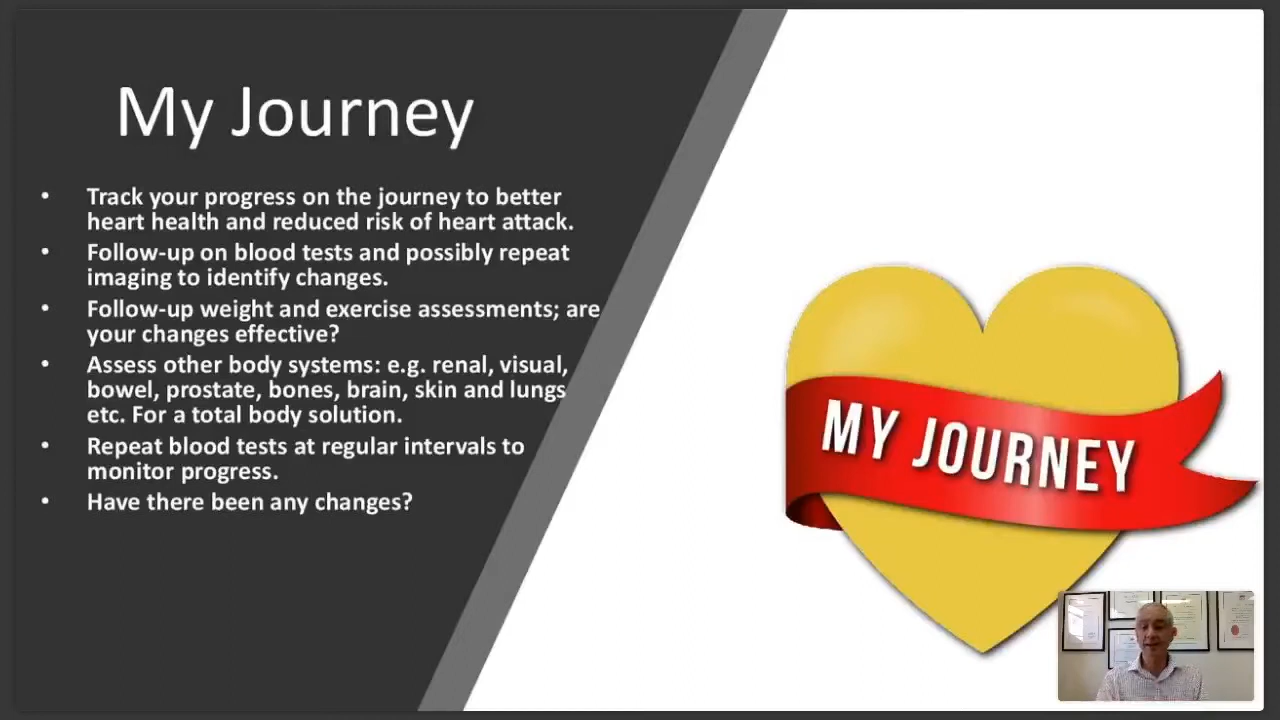 My Journey
• Track your progress on the journey to better
heart health and reduced risk of heart attack.
• Follow-up on blood tests and possibly repeat
imaging to identify changes.
• Follow-up weight and exercise assessments; are
your changes effective?
• Assess other body systems: e.g. renal, visual,
bowel, prostate, bones, brain, skin and lungs
etc. For a total body solution.
• Repeat blood tests at regular intervals to
monitor progress.
• Have there been any changes?
MY JOURNEY